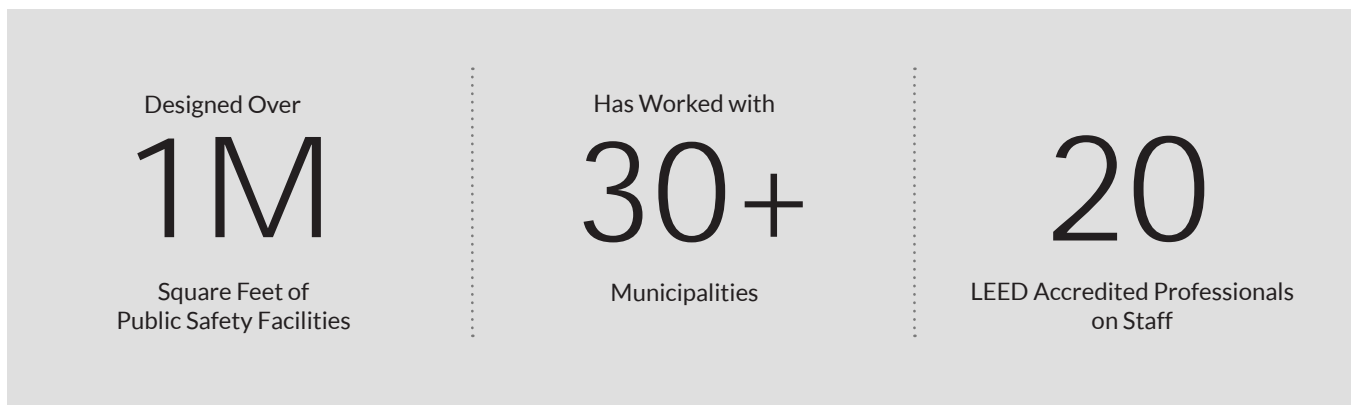 Designed Over
1M
Square Feet of
Public Safety Facilities
Has Worked with
30+
Municipalities
20
LEED Accredited Professionals
on Staff